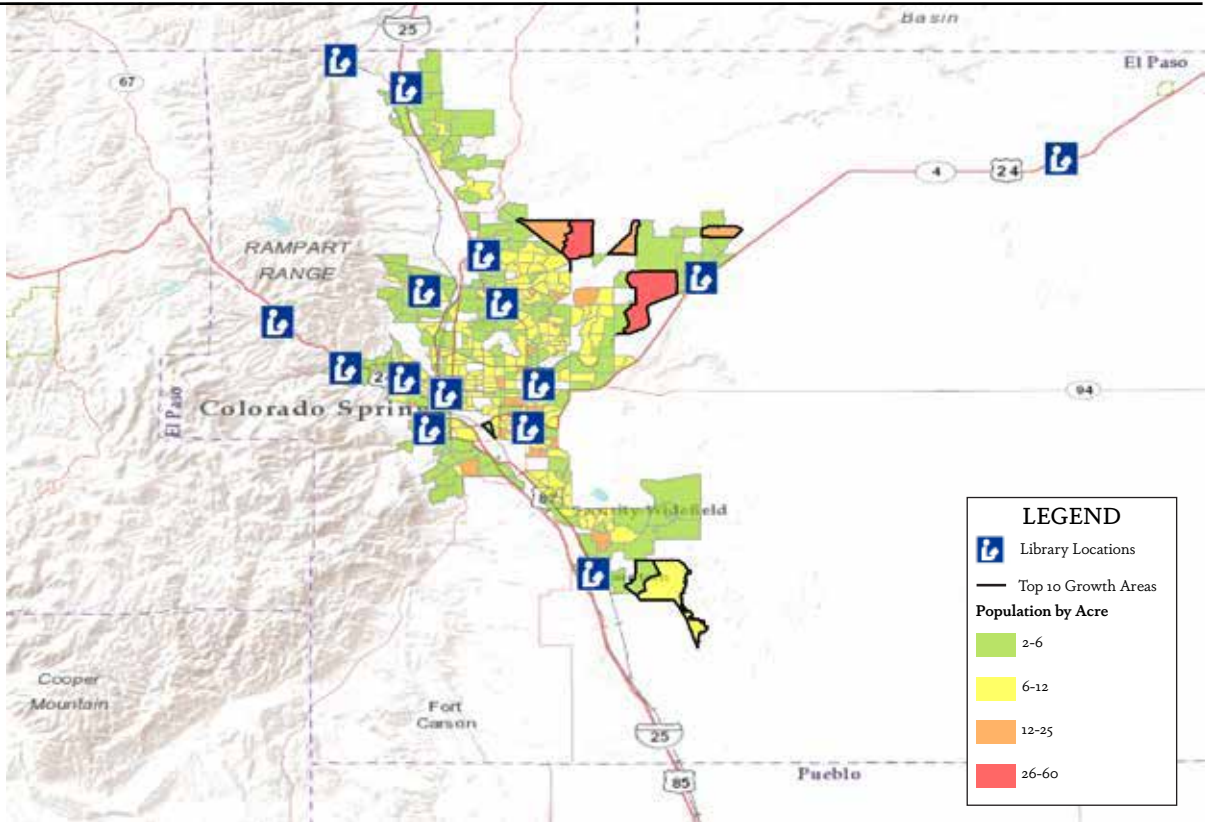 Basin
25
El Paso
67
4
24
RAMPART
RANGE
94
El Paso
Colorado Sprin
Security Widefield
LEGEND
Library Locations
Top 10 Growth Areas
Population by Acre
2-6
6-12
12-25
26-60
Cooper
Mountain
Fort
Carson
25
Pueblo
85